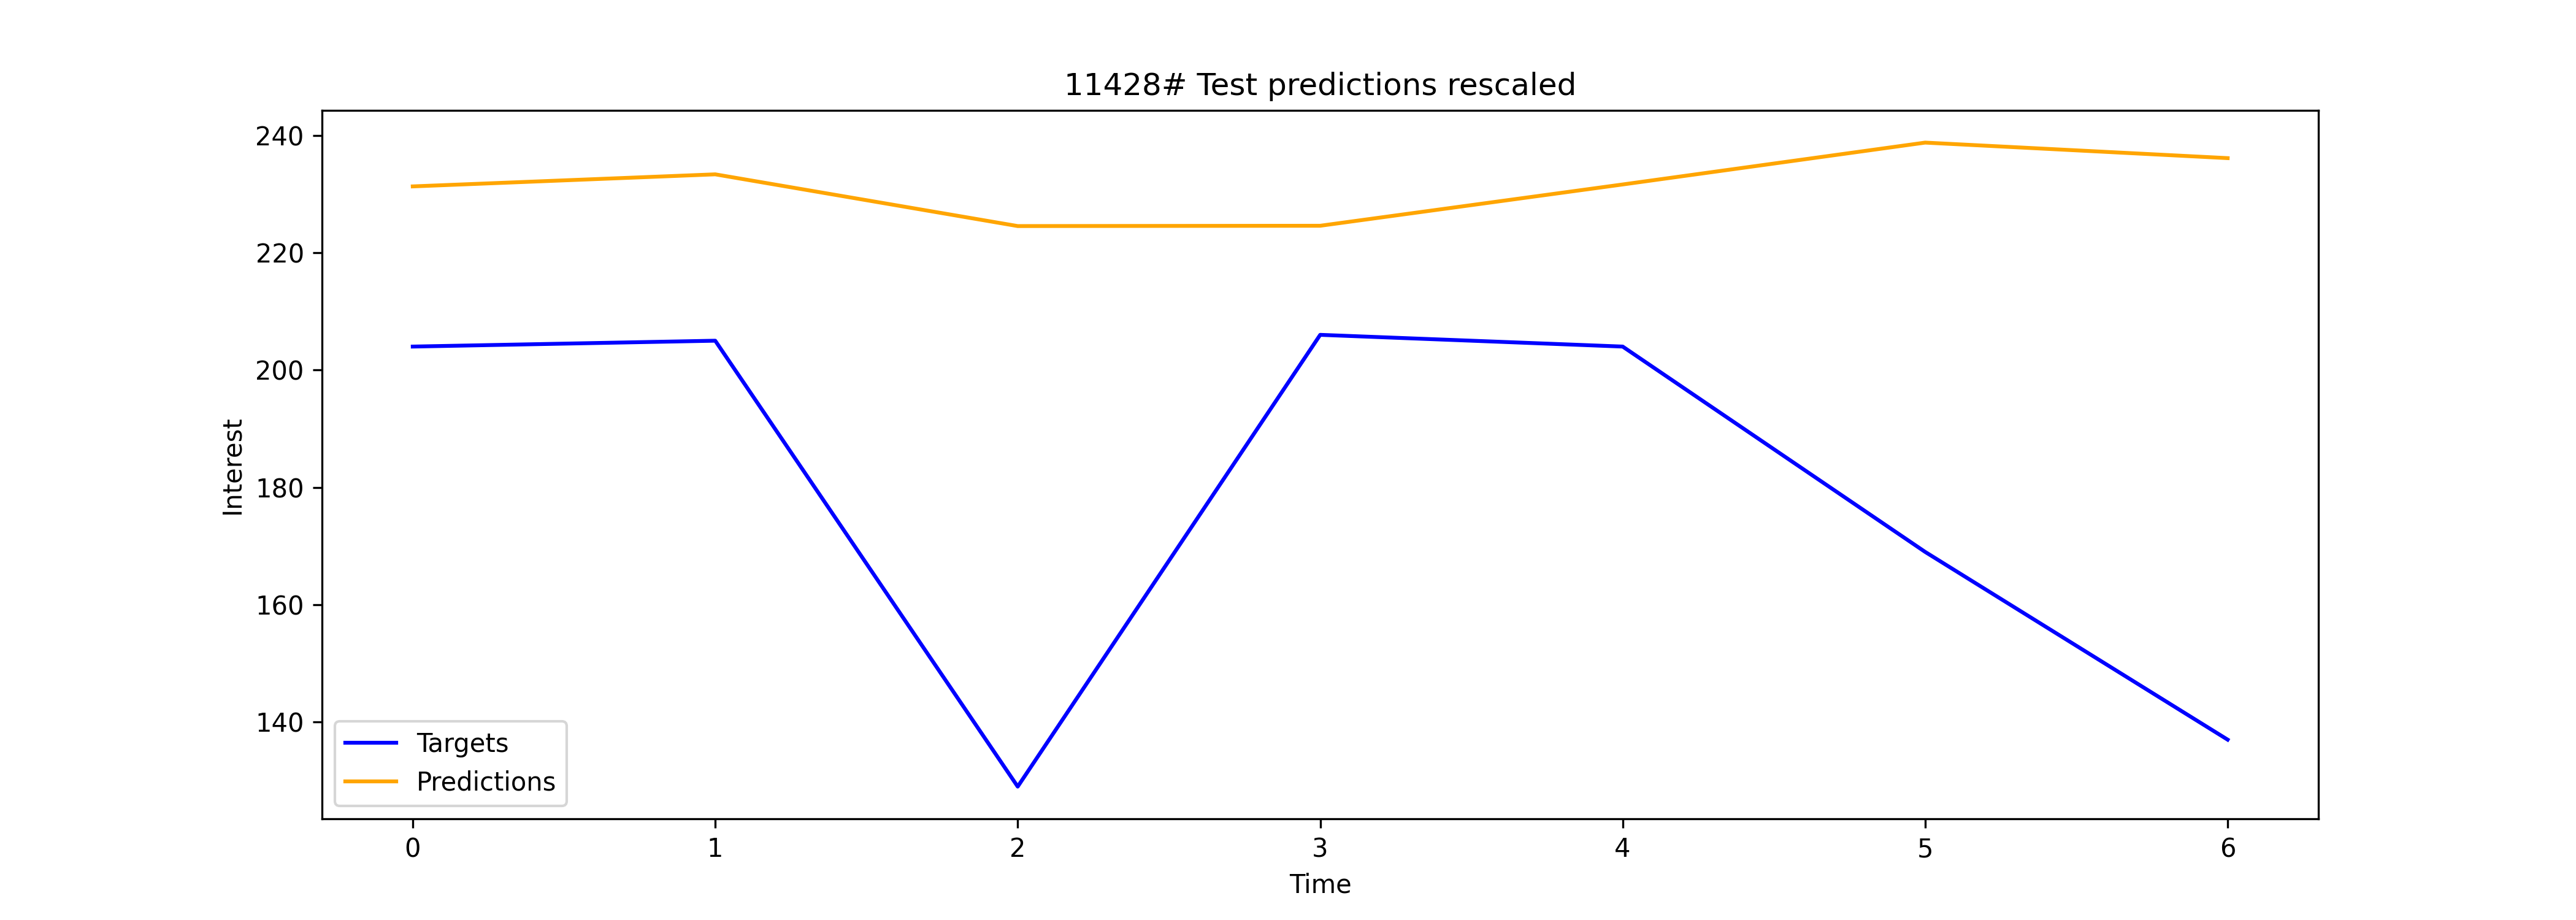 11428# Test predictions rescaled
240
220
200
180
160
140
Interest
Targets
Predictions
0 1 2 3 4 5 6
Time